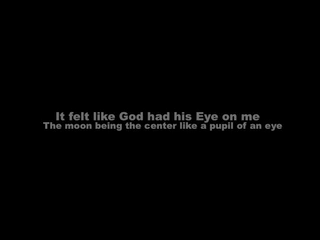 It felt like God had his Eye on me
The moon being the center like a pupil of an eye